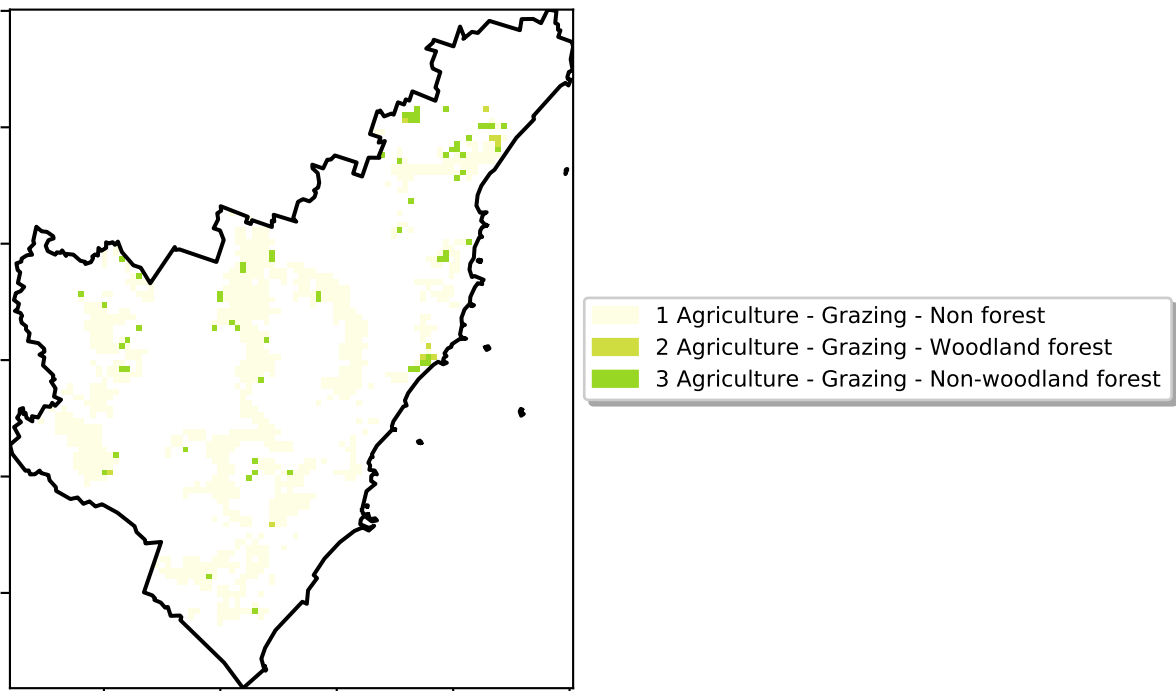 1 Agriculture - Grazing - Non forest
2 Agriculture - Grazing - Woodland forest
3 Agriculture - Grazing - Non-woodland forest